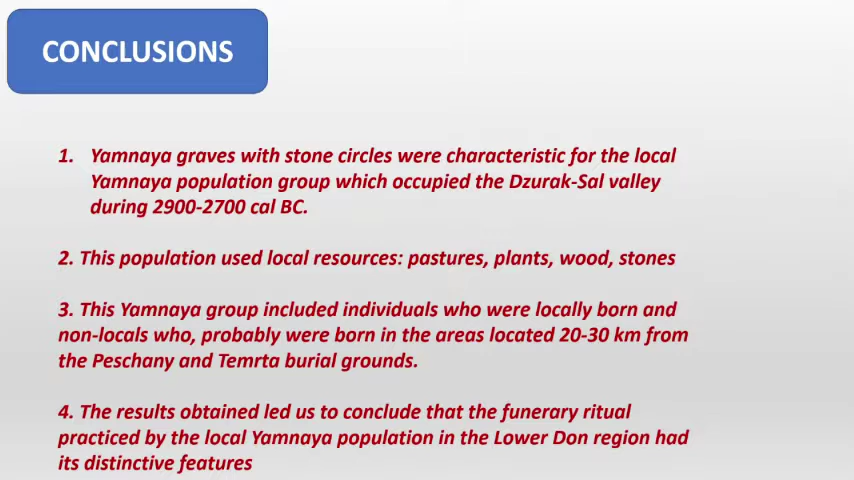 CONCLUSIONS
1. Yamnaya graves with stone circles were characteristic for the local
Yamnaya population group which occupied the Dzurak-Sal valley
during 2900-2700 cal BC.
2. This population used local resources: pastures, plants, wood, stones
3. This Yamnaya group included individuals who were locally born and
non-locals who, probably were born in the areas located 20-30 km from
the Peschany and Temrta burial grounds.
4. The results obtained led us to conclude that the funerary ritual
practiced by the local Yamnaya population in the Lower Don region had
its distinctive features